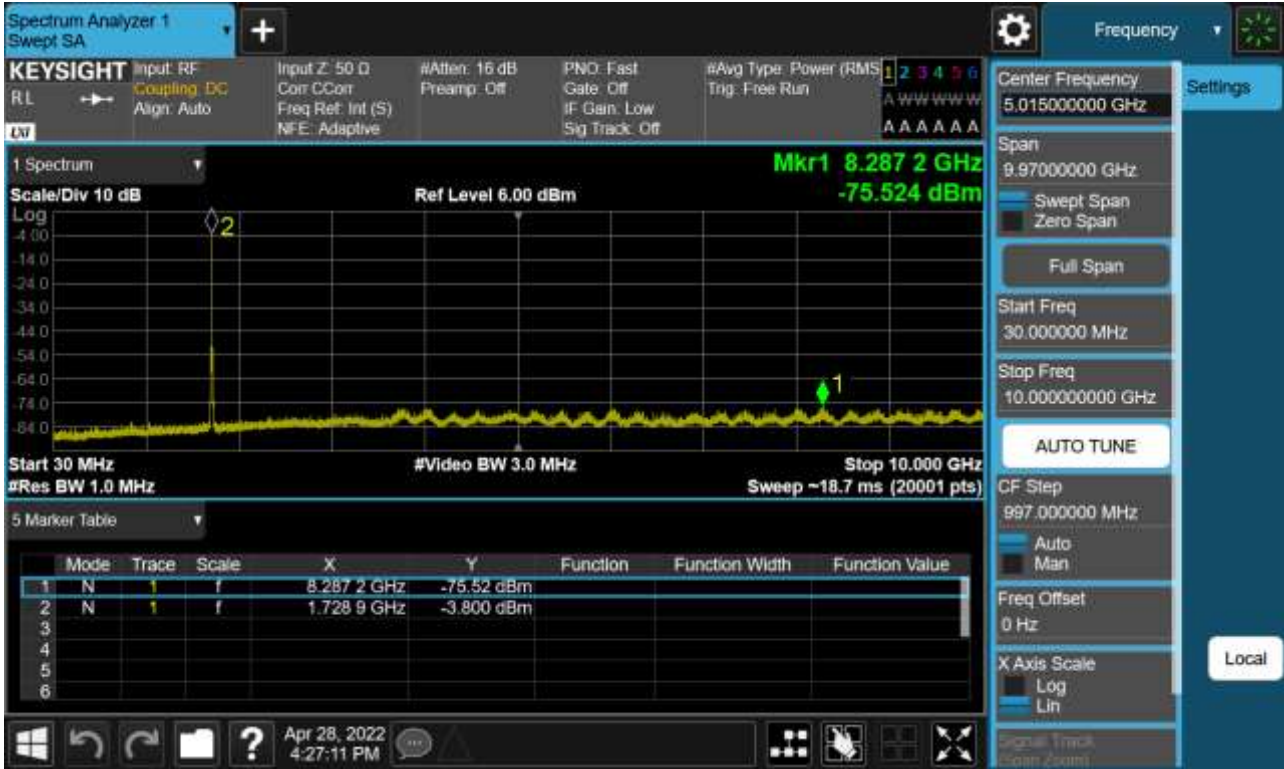 Spectrum Analyzer 1
Swept SA
+
Frequency
KEYSIGHT
RL
LXI
Input: RF
Coupling: DC
Align: Auto
Input Z: 50 Ω
Corr CCorr
Freq Ref: Int (S)
NFE: Adaptive
#Atten: 16 dB
Preamp: Off
PNO: Fast
Gate: Off
IF Gain: Low
Sig Track: Off
#Avg Type: Power (RMS
Trig: Free Run
1 2 3 4 5 6
A W W W W W
A A A A A A
1 Spectrum
Scale/Div 10 dB
Ref Level 6.00 dBm
Mkr1 8.287 2 GHz
-75.524 dBm
Log
-4.00
-14.0
-24.0
-34.0
-44.0
-54.0
-64.0
-74.0
-84.0
2
1
Start 30 MHz
#Video BW 3.0 MHz
Stop 10.000 GHz
#Res BW 1.0 MHz
Sweep ~18.7 ms (20001 pts)
5 Marker Table
Mode Trace Scale X Y Function Function Width Function Value
1 N 1 f 8.287 2 GHz -75.52 dBm
2 N 1 f 1.728 9 GHz -3.800 dBm
3
4
5
6
Center Frequency
5.015000000 GHz
Settings
Span
9.97000000 GHz
Swept Span
Zero Span
Full Span
Start Freq
30.000000 MHz
Stop Freq
10.000000000 GHz
AUTO TUNE
CF Step
997.000000 MHz
Auto
Man
Freq Offset
0 Hz
X Axis Scale
Log
Lin
Signal Track
(Span Zoom)
Local
?
Apr 28, 2022
4:27:11 PM